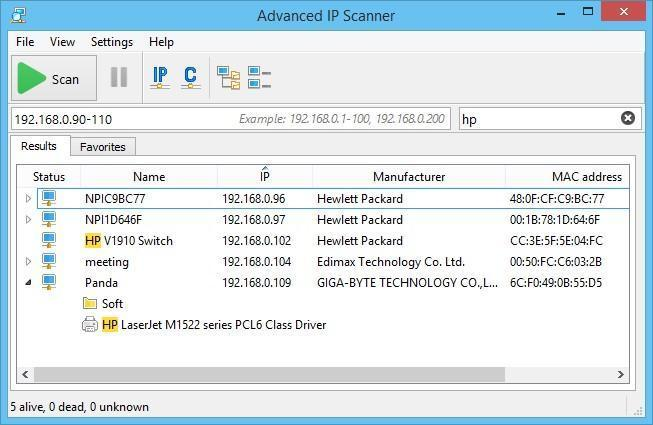 Advanced IP Scanner
File View Settings Help
Scan IP C
192.168.0.90-110 Example: 192.168.0.1-100, 192.168.0.200 hp
Results Favorites
Status Name IP Manufacturer MAC address
NPIC9BC77 192.168.0.96 Hewlett Packard 48:0F:CF:C9:BC:77
NPI1D646F 192.168.0.97 Hewlett Packard 00:1B:78:1D:64:6F
HP V1910 Switch 192.168.0.102 Hewlett Packard CC:3E:5F:5E:04:FC
meeting 192.168.0.104 Edimax Technology Co. Ltd. 00:50:FC:C6:03:2B
Panda 192.168.0.109 GIGA-BYTE TECHNOLOGY CO.,L... 6C:F0:49:0B:55:D5
Soft
HP LaserJet M1522 series PCL6 Class Driver
5 alive, 0 dead, 0 unknown